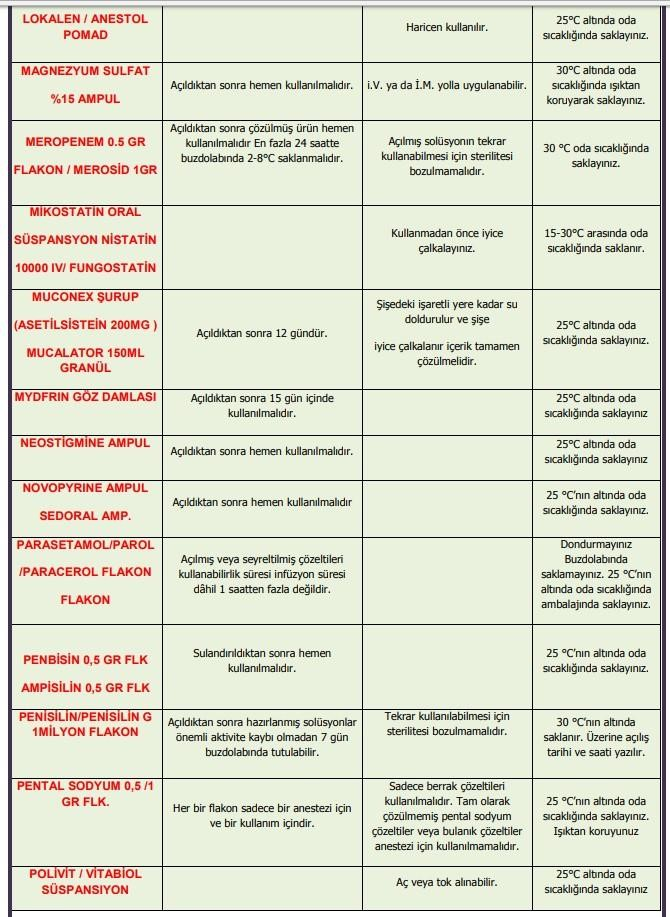 LOKALEN / ANESTOL
POMAD
Haricen kullanılır.
25°C altında oda
sıcaklığında saklayınız.
MAGNEZYUM SULFAT
%15 AMPUL
Açıldıktan sonra hemen kullanılmalıdır.
i.V. ya da İ.M. yolla uygulanabilir.
30°C altında oda
sıcaklığında ışıktan
koruyarak saklayınız.
MEROPENEM 0.5 GR
FLAKON / MEROSİD 1GR
Açıldıktan sonra çözülmüş ürün hemen
kullanılmalıdır En fazla 24 saatte
buzdolabında 2-8°C saklanmalıdır.
Açılmış solüsyonın tekrar
kullanabilmesi için sterilitesi
bozulmamalıdır.
30 °C oda sıcaklığında
saklayınız.
MİKOSTATİN ORAL
SÜSPANSYON NİSTATİN
10000 IV/ FUNGOSTATİN
Kullanmadan önce iyice
çalkalayınız.
15-30°C arasında oda
sıcaklığında saklanır.
MUCONEX ŞURUP
(ASETİLSİSTEİN 200MG )
MUCALATOR 150ML
GRANÜL
Açıldıktan sonra 12 gündür.
Şişedeki işaretli yere kadar su
doldurulur ve şişe
iyice çalkalanır içerik tamamen
çözülmelidir.
25°C altında oda
sıcaklığında saklayınız.
MYDFRIN GÖZ DAMLASI
Açıldıktan sonra 15 gün içinde
kullanılmalıdır.
25°C altında oda
sıcaklığında saklayınız
NEOSTİGMİNE AMPUL
Açıldıktan sonra hemen kullanılmalıdır.
25°C altında oda
sıcaklığında saklayınız
NOVOPYRINE AMPUL
SEDORAL AMP.
Açıldıktan sonra hemen kullanılmalıdır
25 °C’nın altında oda
sıcaklığında saklayınız.
PARASETAMOL/PAROL
/PARACEROL FLAKON
FLAKON
Açılmış veya seyreltilmiş çözeltileri
kullanabilirlik süresi infüzyon süresi
dâhil 1 saatten fazla değildir.
Dondurmayınız
Buzdolabında
saklamayınız. 25 °C’nın
altında oda sıcaklığında
ambalajında saklayınız.
PENBİSİN 0,5 GR FLK
AMPİSİLİN 0,5 GR FLK
Sulandırıldıktan sonra hemen
kullanılmalıdır.
25 °C’nın altında oda
sıcaklığında saklayınız.
PENİSİLİN/PENİSİLİN G
1MİLYON FLAKON
Açıldıktan sonra hazırlanmış solüsyonlar
önemli aktivite kaybı olmadan 7 gün
buzdolabında tutulabilir.
Tekrar kullanılabilmesi için
sterilitesi bozulmamalıdır.
30 °C’nın altında
saklanır. Üzerine açılış
tarihi ve saati yazılır.
PENTAL SODYUM 0,5 /1
GR FLK.
Her bir flakon sadece bir anestezi için
ve bir kullanım içindir.
Sadece berrak çözeltileri
kullanılmalıdır. Tam olarak
çözülmemiş pental sodyum
çözeltiler veya bulanık çözeltiler
anestezi için kullanılmamalıdır.
25 °C’nın altında oda
sıcaklığında saklayınız.
Işıktan koruyunuz
POLİVİT / VİTABİOL
SÜSPANSIYON
Aç veya tok alınabilir.
25°C altında oda
sıcaklığında saklayınız